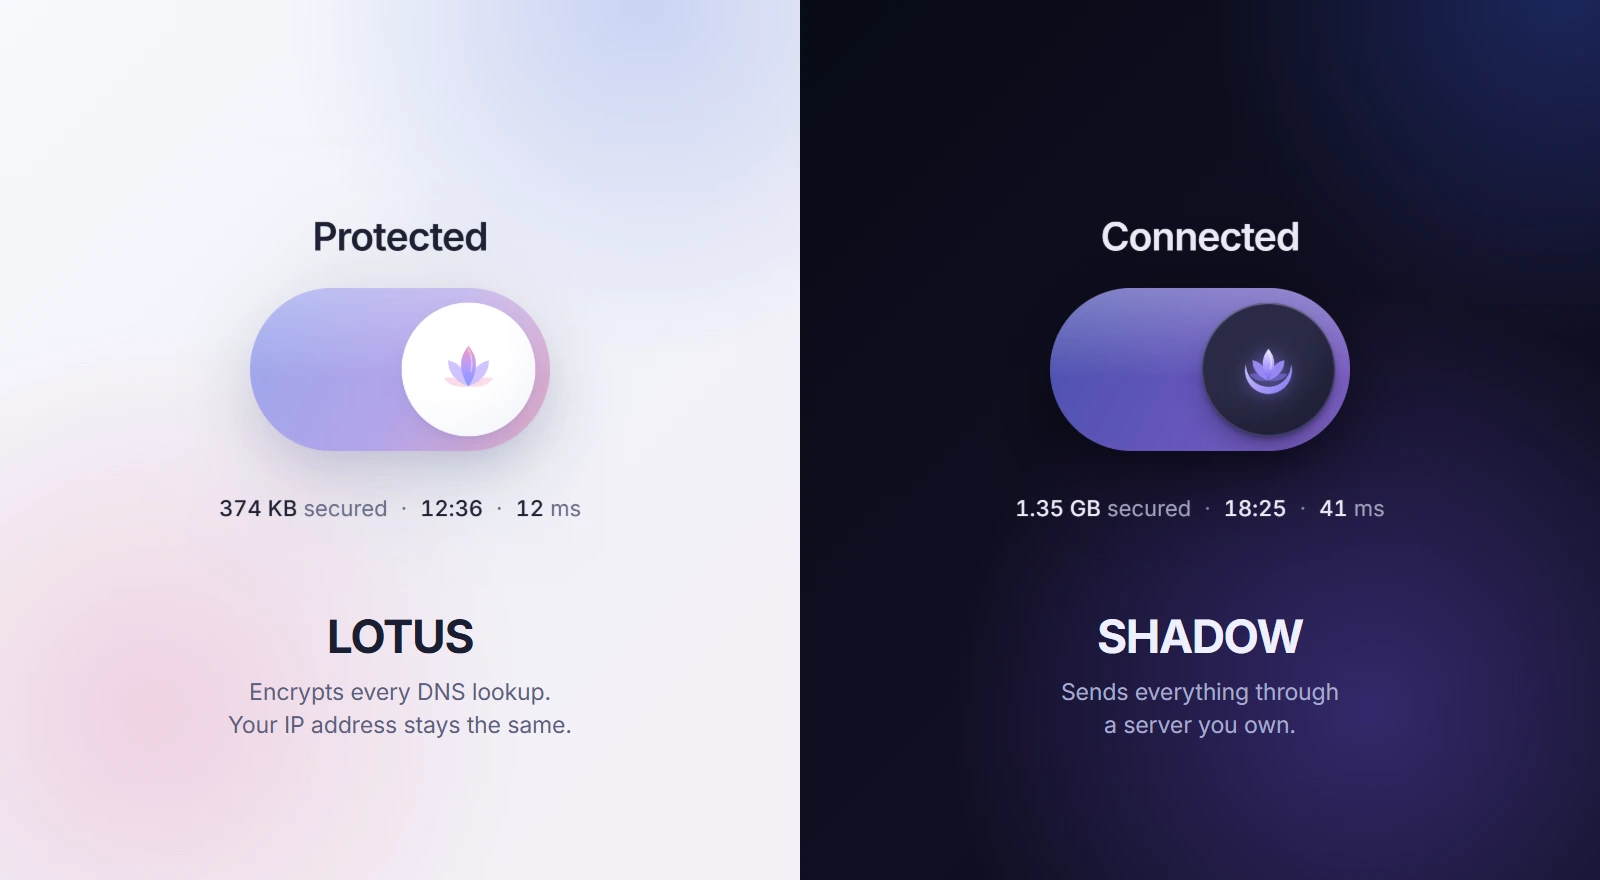 Protected
374 KB secured · 12:36 · 12 ms
LOTUS
Encrypts every DNS lookup.
Your IP address stays the same.
Connected
1.35 GB secured · 18:25 · 41 ms
SHADOW
Sends everything through
a server you own.